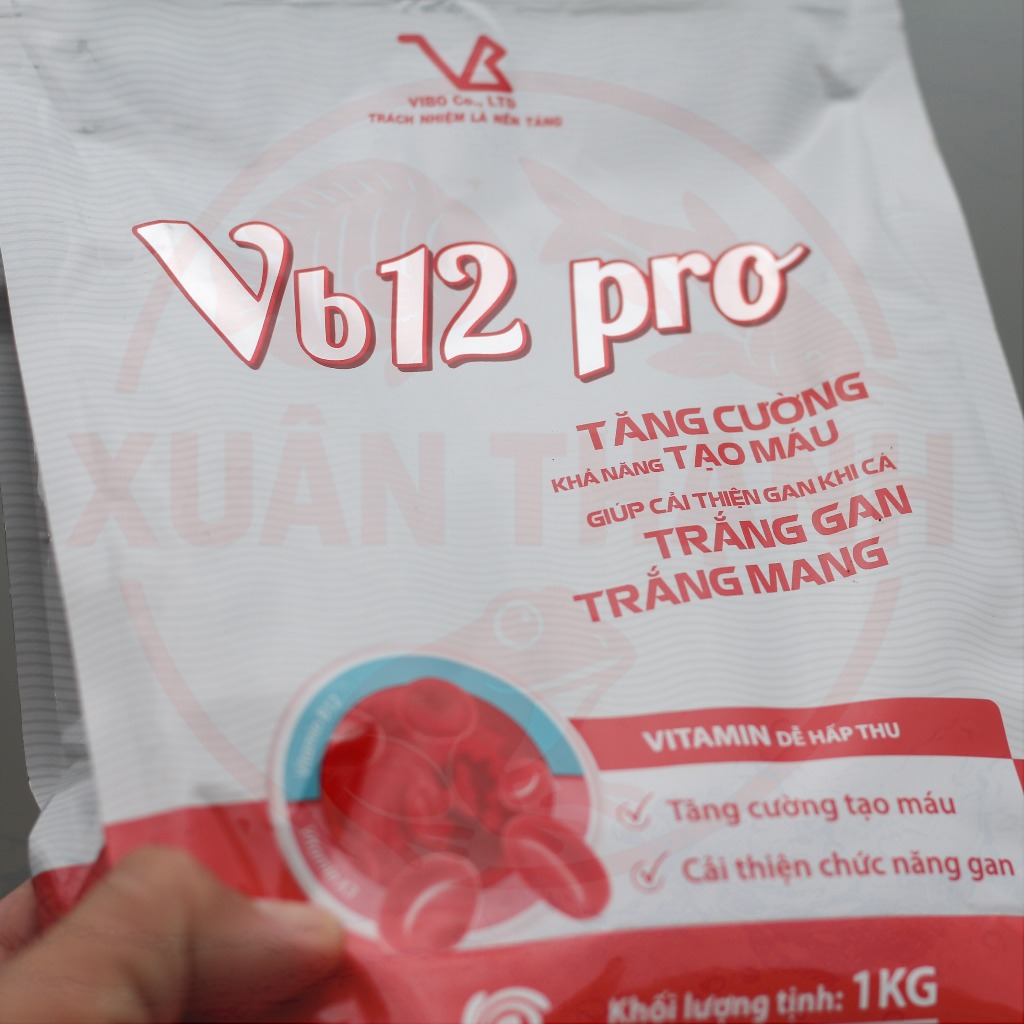 VB
VIBO Co., LTD
TRÁCH NHIỆM LÀ NỀN TẢNG
Vb12 pro
TĂNG CƯỜNG
KHẢ NĂNG TẠO MÁU
GIÚP CẢI THIỆN GAN KHI CÁ
TRẮNG GAN
TRẮNG MANG
XUÂN TRANH
VITAMIN DỄ HẤP THU
Tăng cường tạo máu
Cải thiện chức năng gan
Khối lượng tịnh: 1KG